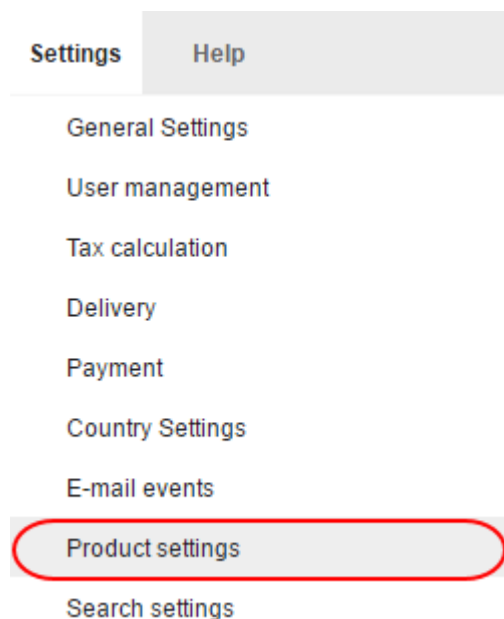 Settings Help
General Settings
User management
Tax calculation
Delivery
Payment
Country Settings
E-mail events
Product settings
Search settings